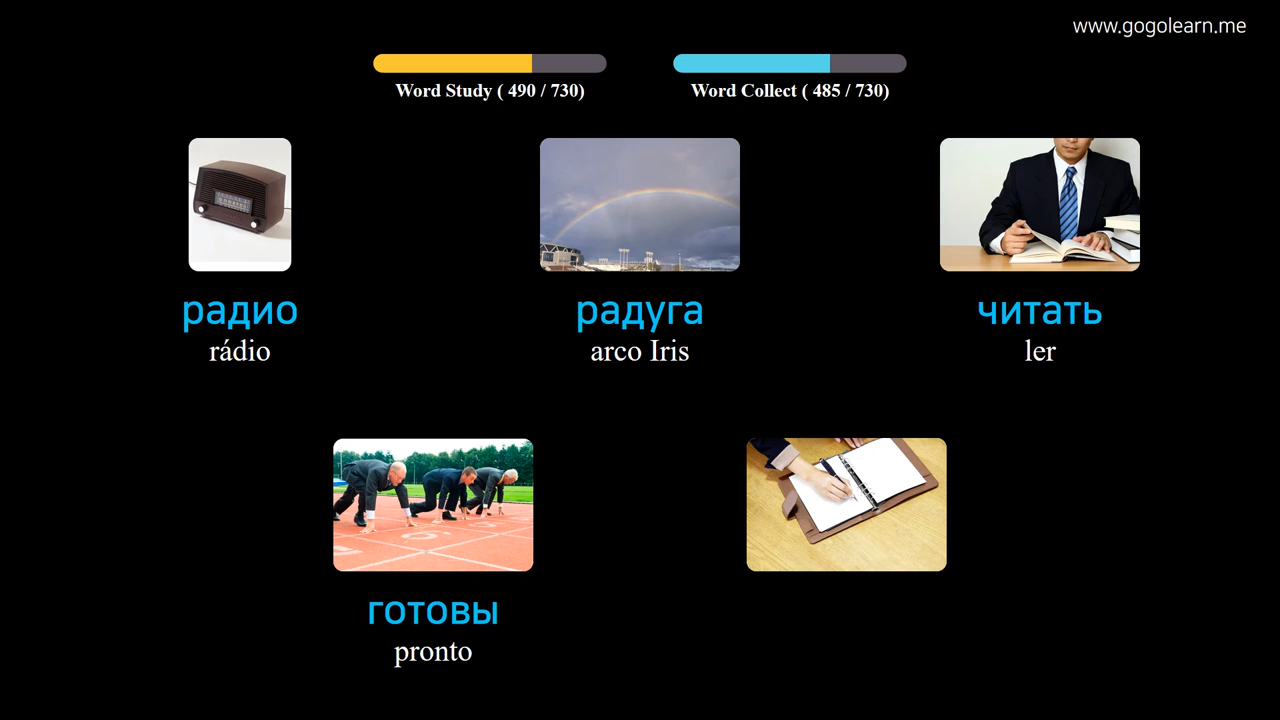 www.gogolearn.me
Word Study ( 490 / 730)
Word Collect ( 485 / 730)
радио
rádio
радуга
arco Iris
читать
ler
готовы
pronto